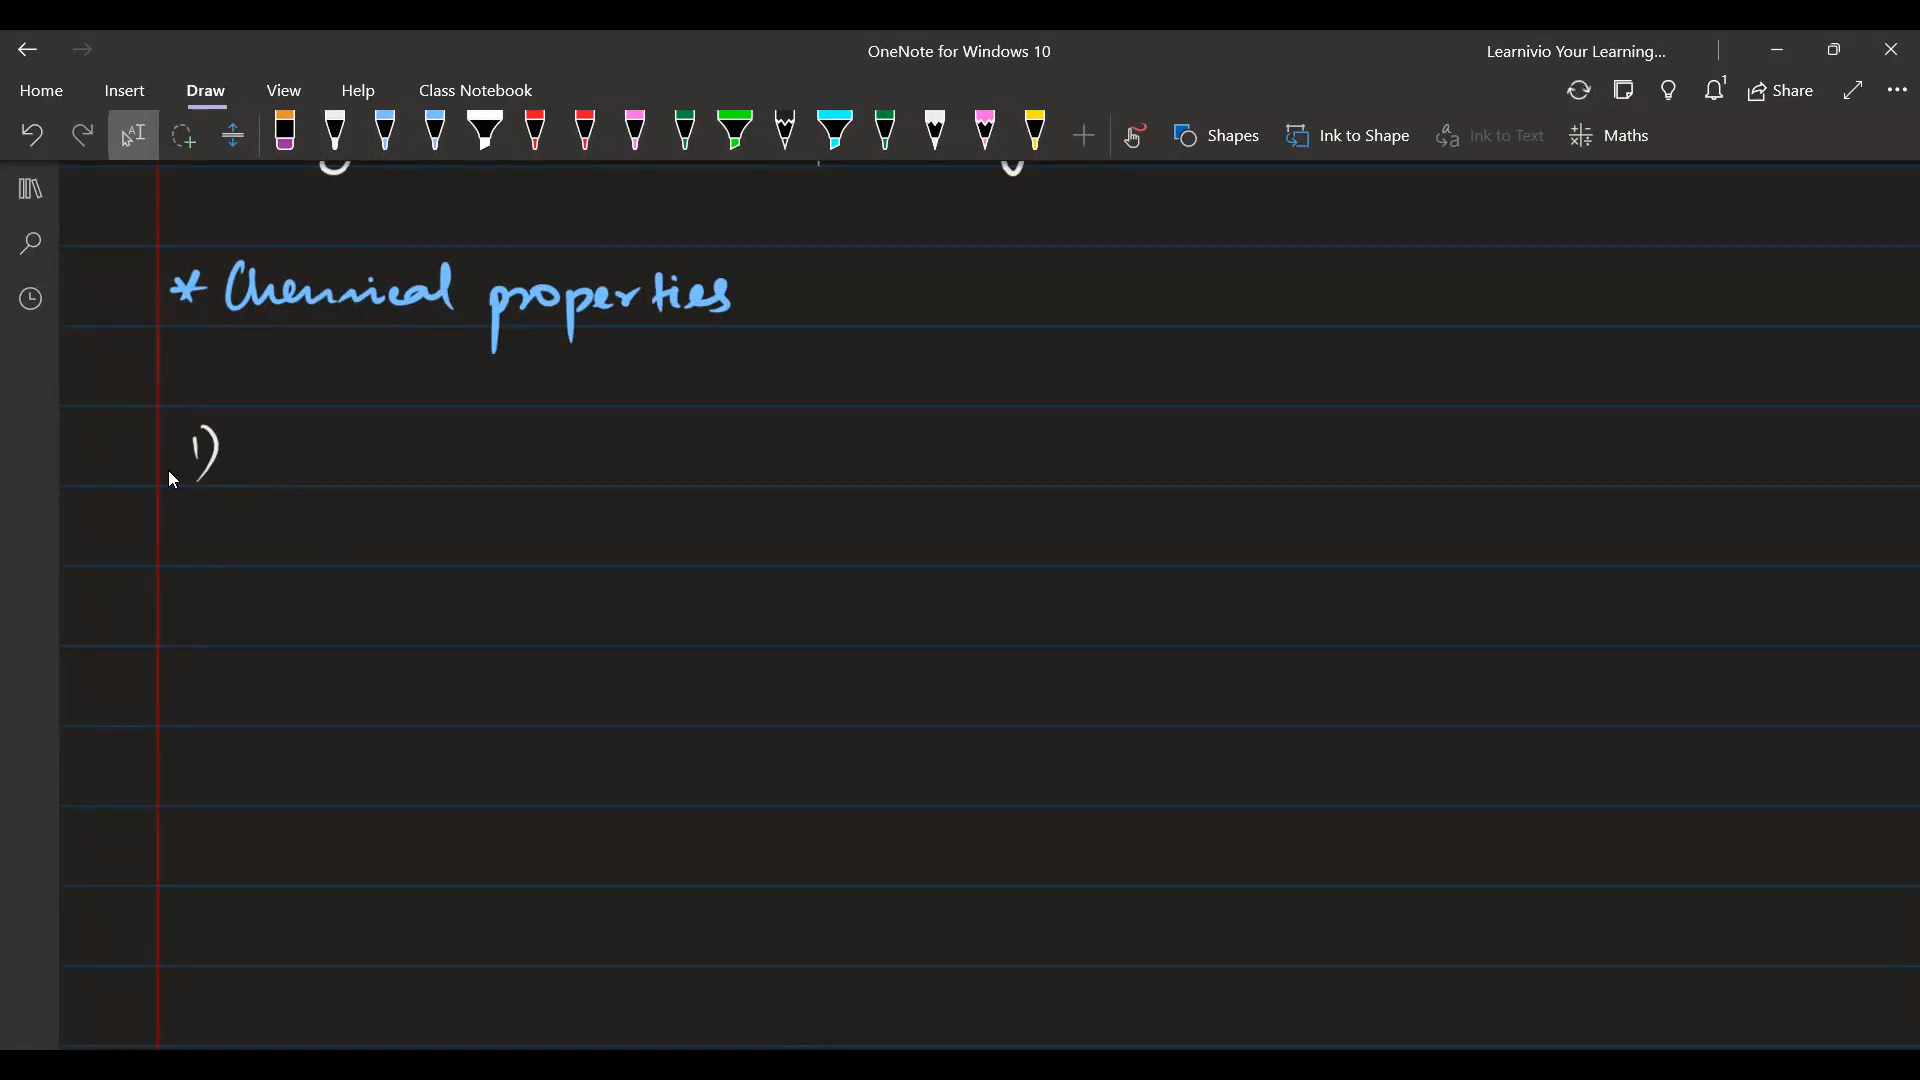 OneNote for Windows 10
Learnivio Your Learning...
Home Insert Draw View Help Class Notebook
1
Share
Shapes Ink to Shape Ink to Text Maths
* Chemical properties
1)